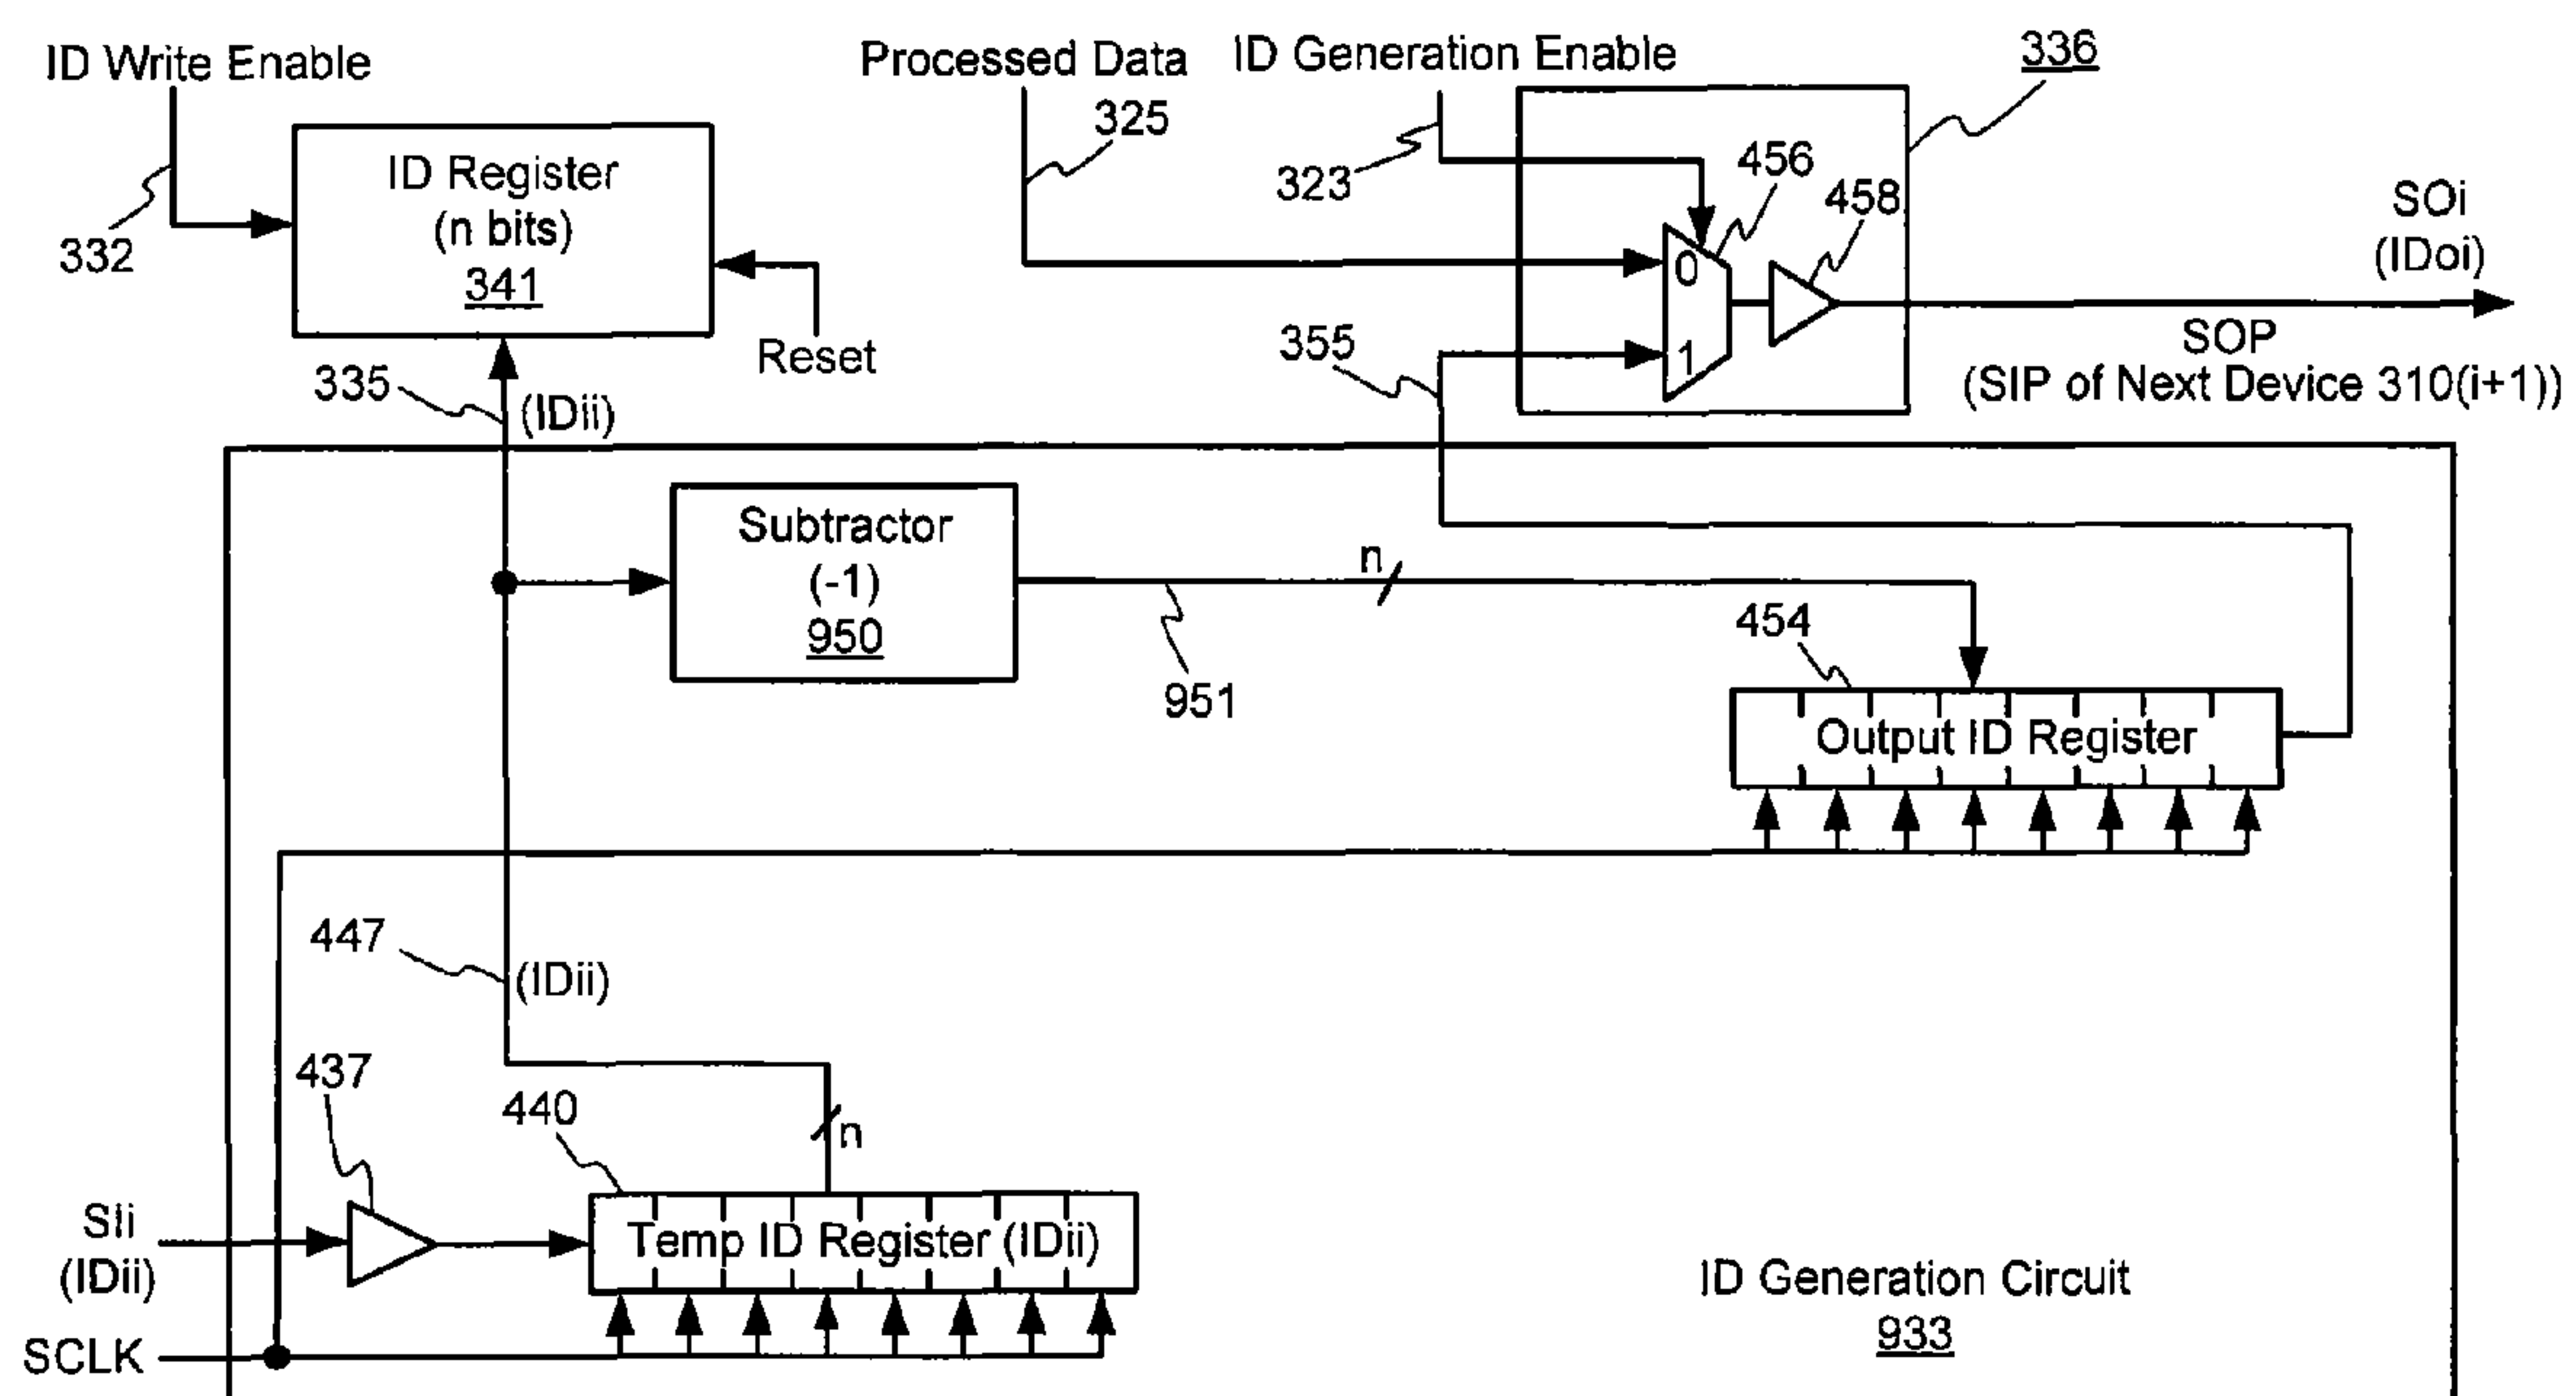 ID Write Enable
332
ID Register
(n bits)
341
Reset
335
(IDii)
Processed Data
325
ID Generation Enable
323
336
456
458
0
1
355
SOi
(IDoi)
SOP
(SIP of Next Device 310(i+1))
Subtractor
(-1)
950
n
951
454
Output ID Register
447
(IDii)
437
440
n
SIi
(IDii)
Temp ID Register (IDii)
SCLK
ID Generation Circuit
933